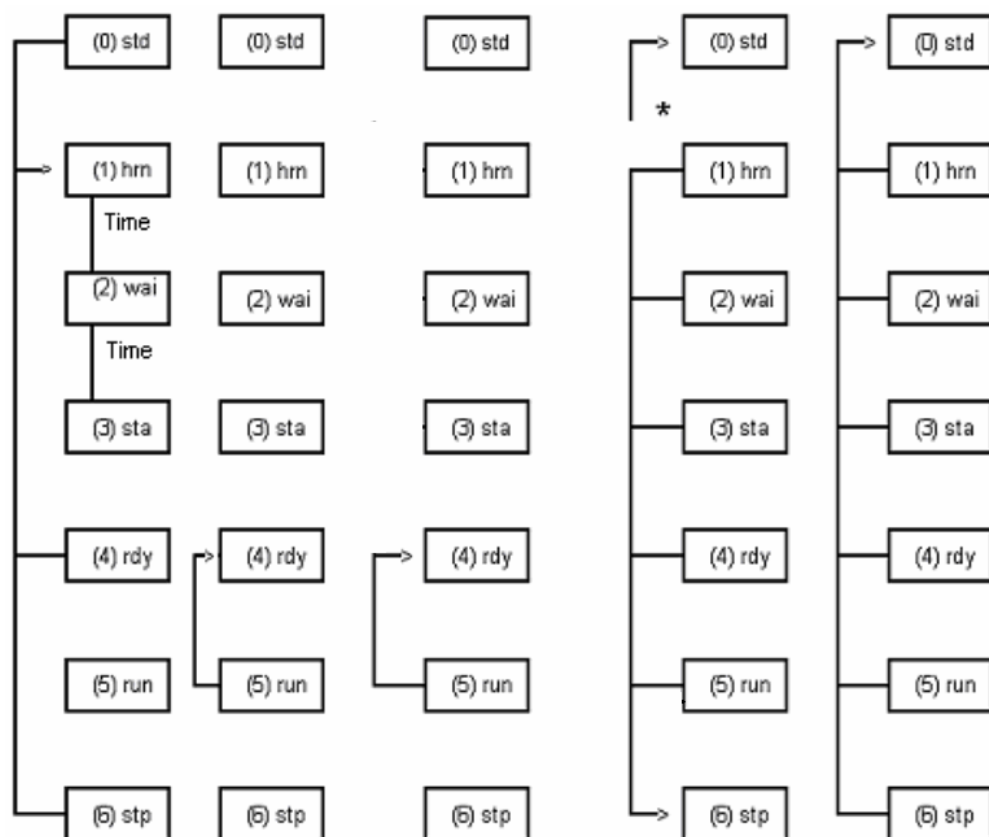 (0) std (0) std (0) std (0) std (0) std
*
(1) hrn (1) hrn (1) hrn (1) hrn (1) hrn
Time
(2) wai (2) wai (2) wai (2) wai (2) wai
Time
(3) sta (3) sta (3) sta (3) sta (3) sta
(4) rdy (4) rdy (4) rdy (4) rdy (4) rdy
(5) run (5) run (5) run (5) run (5) run
(6) stp (6) stp (6) stp (6) stp (6) stp